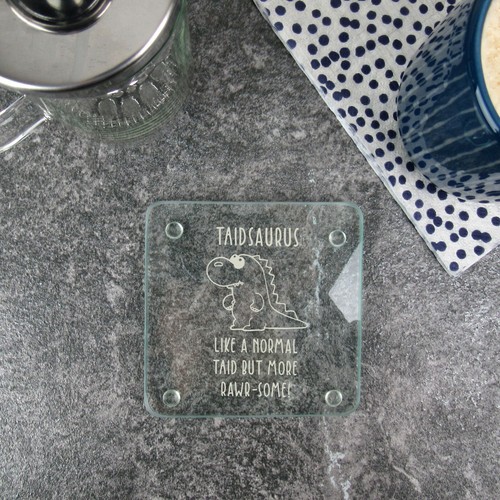 TAIDSAURUS
LIKE A NORMAL
TAID BUT MORE
RAWR-SOME!